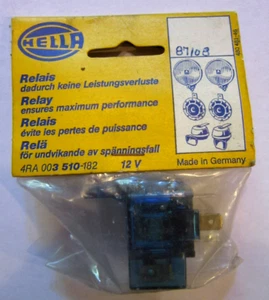 HELLA
87108
Relais
dadurch keine Leistungsverluste
Relay
ensures maximum performance
Relais
évite les pertes de puissance
Relä
för undvikande av spänningsfall
4RA 003 510-182 12 V
Made in Germany